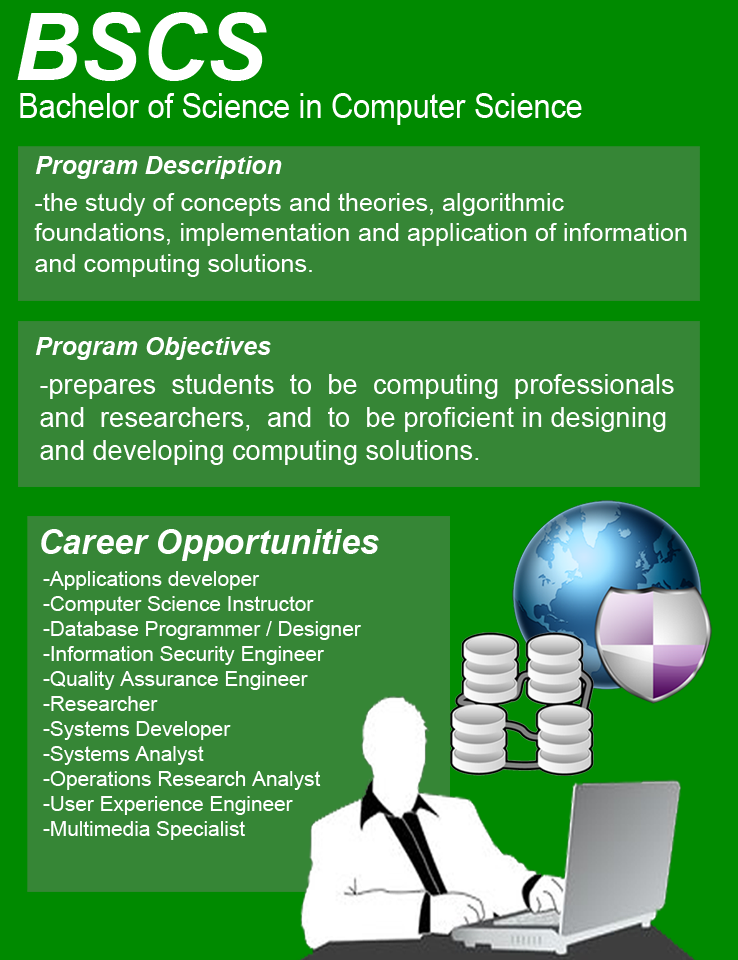 BSCS
Bachelor of Science in Computer Science
Program Description
-the study of concepts and theories, algorithmic
foundations, implementation and application of information
and computing solutions.
Program Objectives
-prepares students to be computing professionals
and researchers, and to be proficient in designing
and developing computing solutions.
Career Opportunities
-Applications developer
-Computer Science Instructor
-Database Programmer / Designer
-Information Security Engineer
-Quality Assurance Engineer
-Researcher
-Systems Developer
-Systems Analyst
-Operations Research Analyst
-User Experience Engineer
-Multimedia Specialist